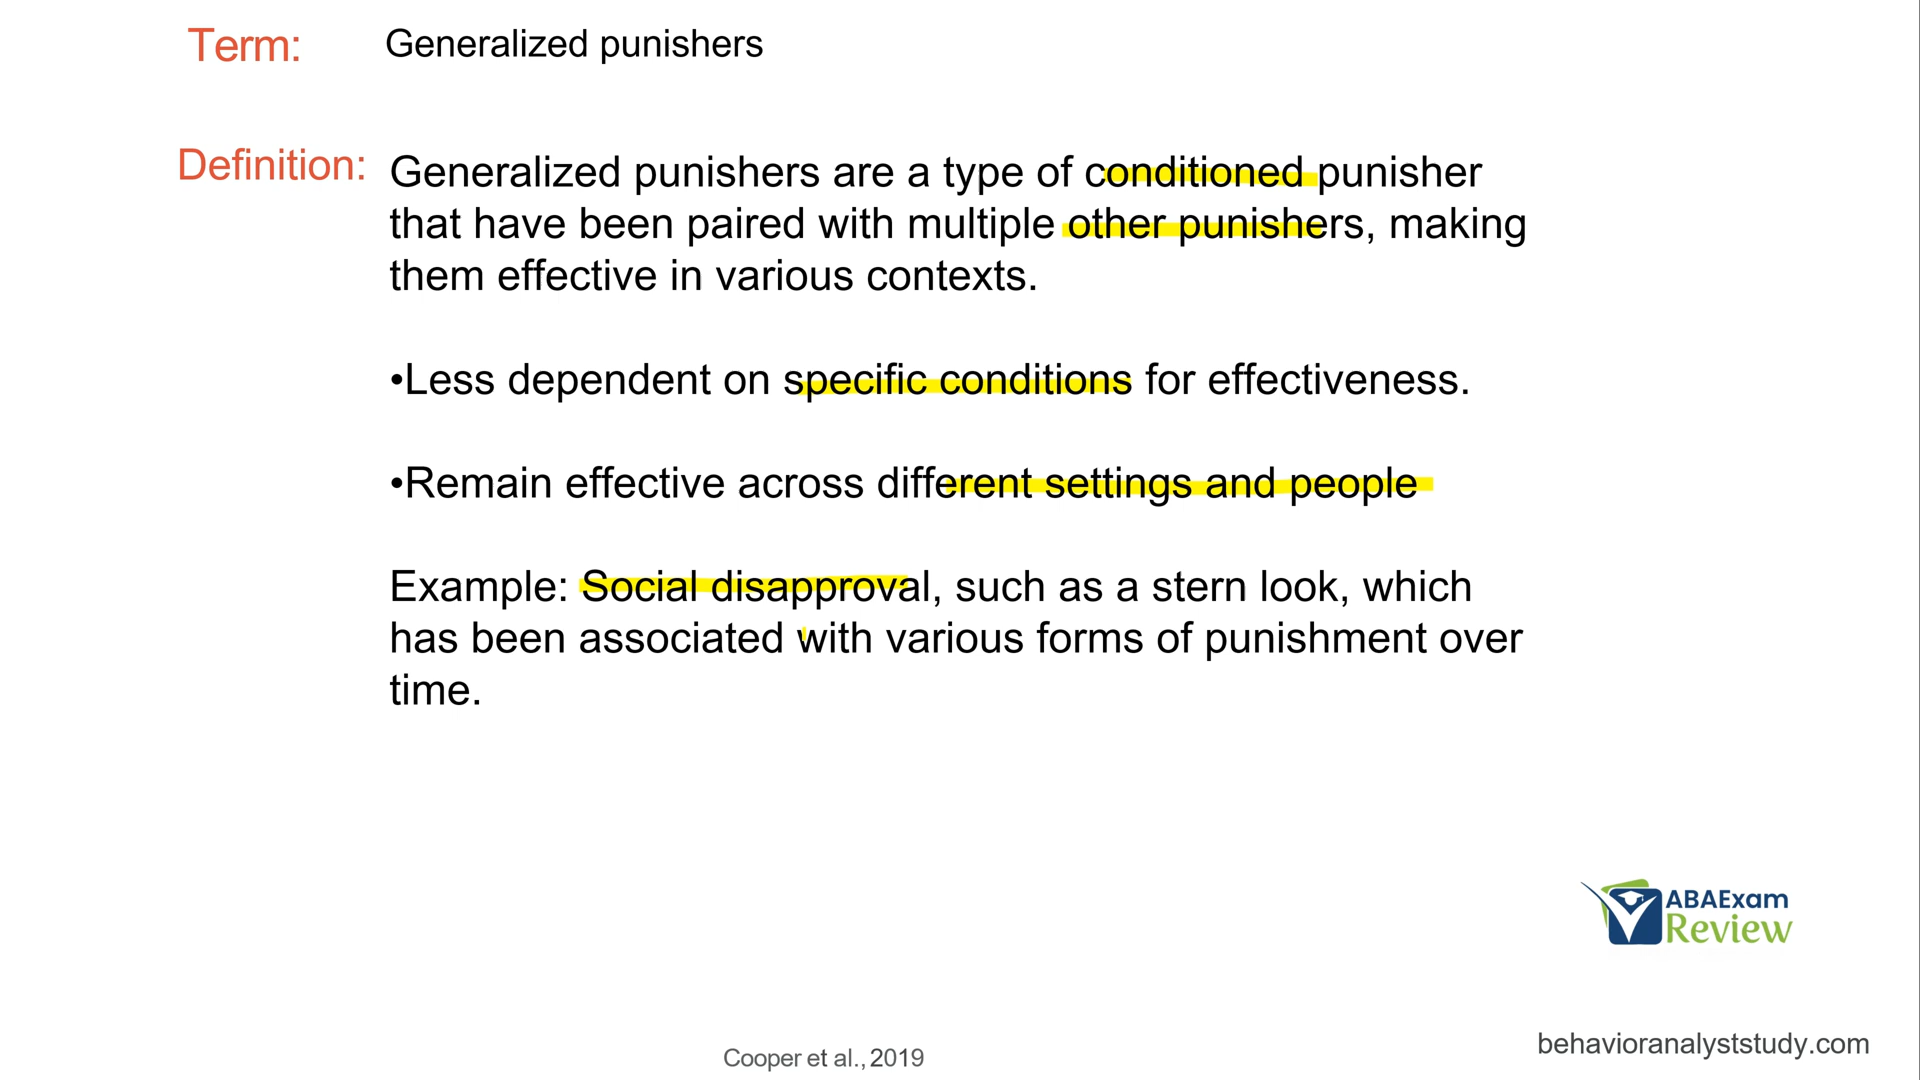 Term: Generalized punishers
Definition: Generalized punishers are a type of conditioned punisher
that have been paired with multiple other punishers, making
them effective in various contexts.
•Less dependent on specific conditions for effectiveness.
•Remain effective across different settings and people
Example: Social disapproval, such as a stern look, which
has been associated with various forms of punishment over
time.
ABAExam
Review
Cooper et al., 2019
behavioranalyststudy.com